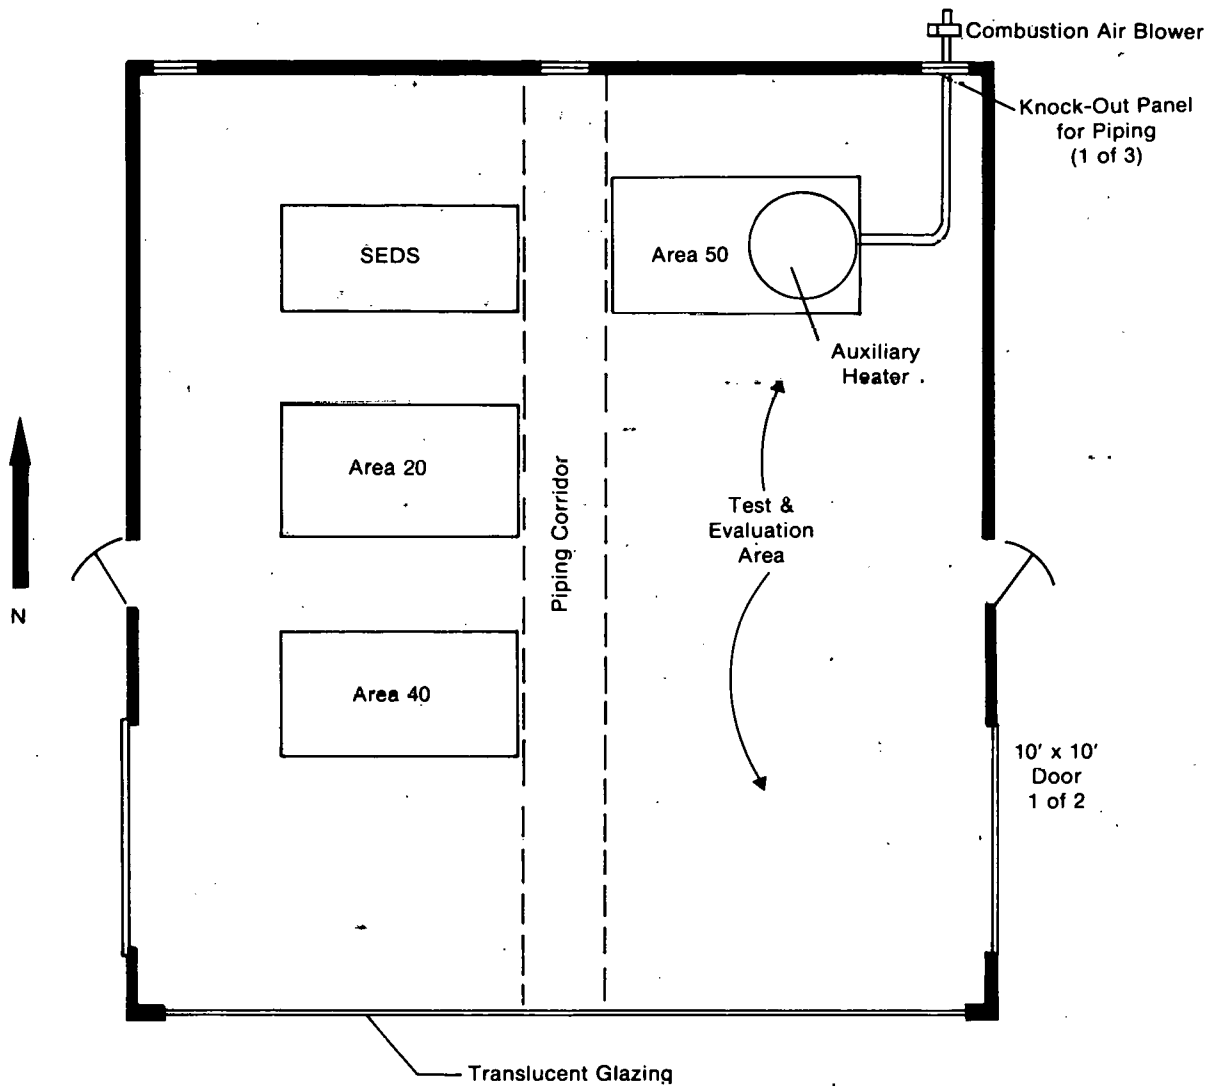 Combustion Air Blower
Knock-Out Panel
for Piping
(1 of 3)
SEDS
Area 50
Auxiliary
Heater
Area 20
Piping Corridor
Test &
Evaluation
Area
N
Area 40
10' x 10'
Door
1 of 2
Translucent Glazing